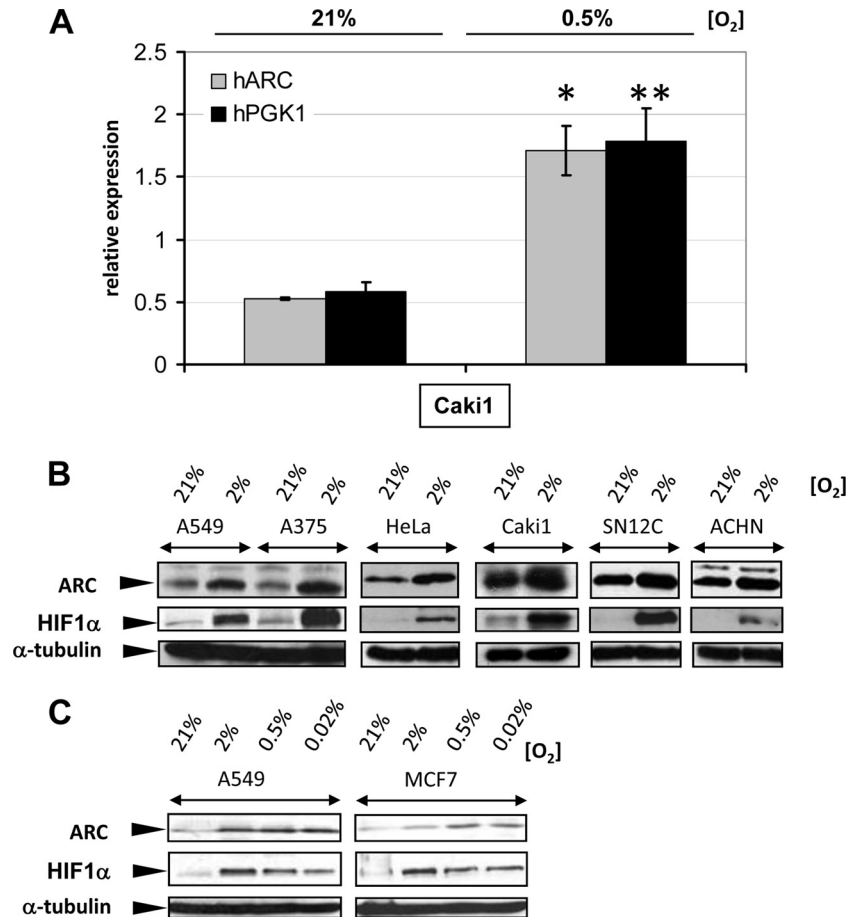 A
21% 0.5% [O₂]
relative expression
2.5
2
1.5
1
0.5
0
hARC
hPGK1
*
**
Caki1
B
21% 2% 21% 2% 21% 2% 21% 2% 21% 2% 21% 2% [O₂]
A549 A375 HeLa Caki1 SN12C ACHN
ARC
HIF1α
α-tubulin
C
21% 2% 0.5% 0.02% 21% 2% 0.5% 0.02% [O₂]
A549 MCF7
ARC
HIF1α
α-tubulin